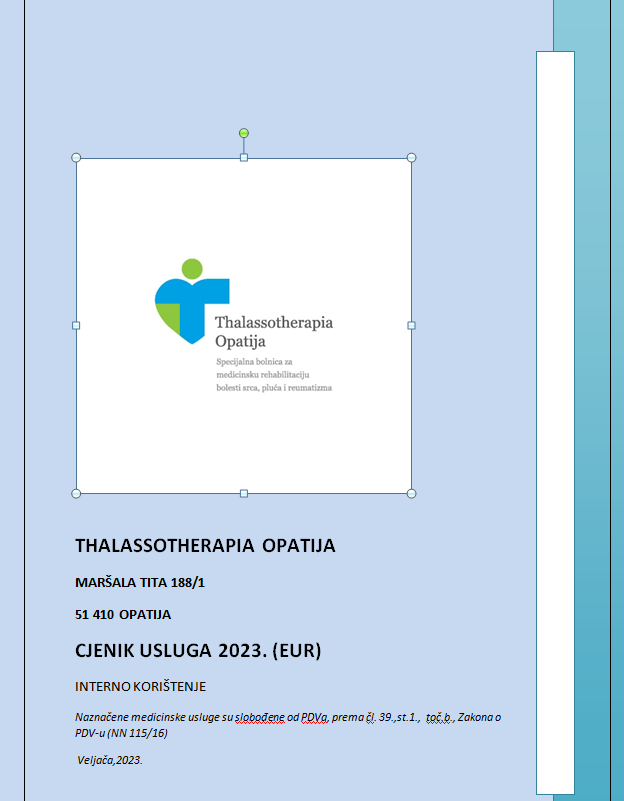 Thalassotherapia
Opatija
Specijalna bolnica za
medicinsku rehabilitaciju
bolesti srca, pluća i reumatizma
THALASSOTHERAPIA OPATIJA
MARŠALA TITA 188/1
51 410 OPATIJA
CJENIK USLUGA 2023. (EUR)
INTERNO KORIŠTENJE
Naznačene medicinske usluge su slobođene od PDVa, prema čl. 39.,st.1., toč.b., Zakona o
PDV-u (NN 115/16)
Veljača,2023.